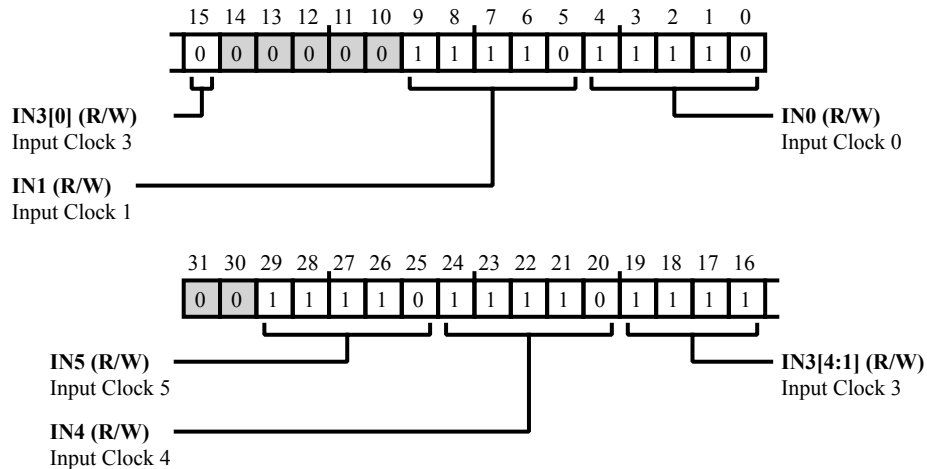 15 14 13 12 11 10 9 8 7 6 5 4 3 2 1 0
0 0 0 0 0 0 1 1 1 1 0 1 1 1 1 0
IN3[0] (R/W)
Input Clock 3
IN0 (R/W)
Input Clock 0
IN1 (R/W)
Input Clock 1
31 30 29 28 27 26 25 24 23 22 21 20 19 18 17 16
0 0 1 1 1 1 0 1 1 1 1 0 1 1 1 1
IN5 (R/W)
Input Clock 5
IN3[4:1] (R/W)
Input Clock 3
IN4 (R/W)
Input Clock 4